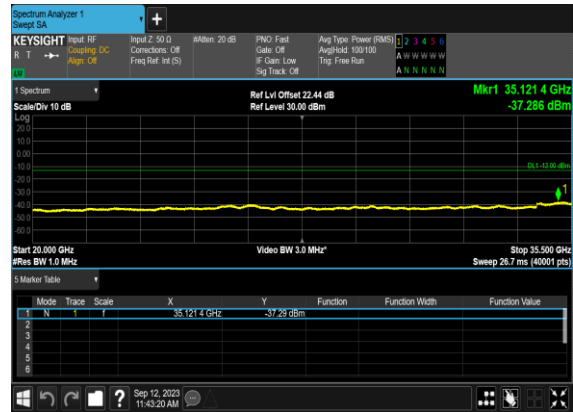 Spectrum Analyzer 1
Swept SA
+
KEYSIGHT Input: RF Input Z: 50 Ω #Atten: 20 dB PNO: Fast Avg Type: Power (RMS) 1 2 3 4 5 6
R T Coupling: DC Corrections: Off Gate: Off Avg|Hold: 100/100 A W W W W W
Align: Off Freq Ref: Int (S) IF Gain: Low Trig: Free Run
LW Sig Track: Off A N N N N N
1 Spectrum Ref Lvl Offset 22.44 dB Mkr1 35.121 4 GHz
Scale/Div 10 dB Ref Level 30.00 dBm -37.286 dBm
Log
20.0
10.0
0.00
-10.0 DL1 -13.00 dBm
-20.0
-30.0 1
-40.0
-50.0
-60.0
Start 20.000 GHz Video BW 3.0 MHz* Stop 35.500 GHz
#Res BW 1.0 MHz Sweep 26.7 ms (40001 pts)
5 Marker Table
Mode Trace Scale X Y Function Function Width Function Value
1 N 1 f 35.121 4 GHz -37.29 dBm
2
3
4
5
6
? Sep 12, 2023
11:43:20 AM